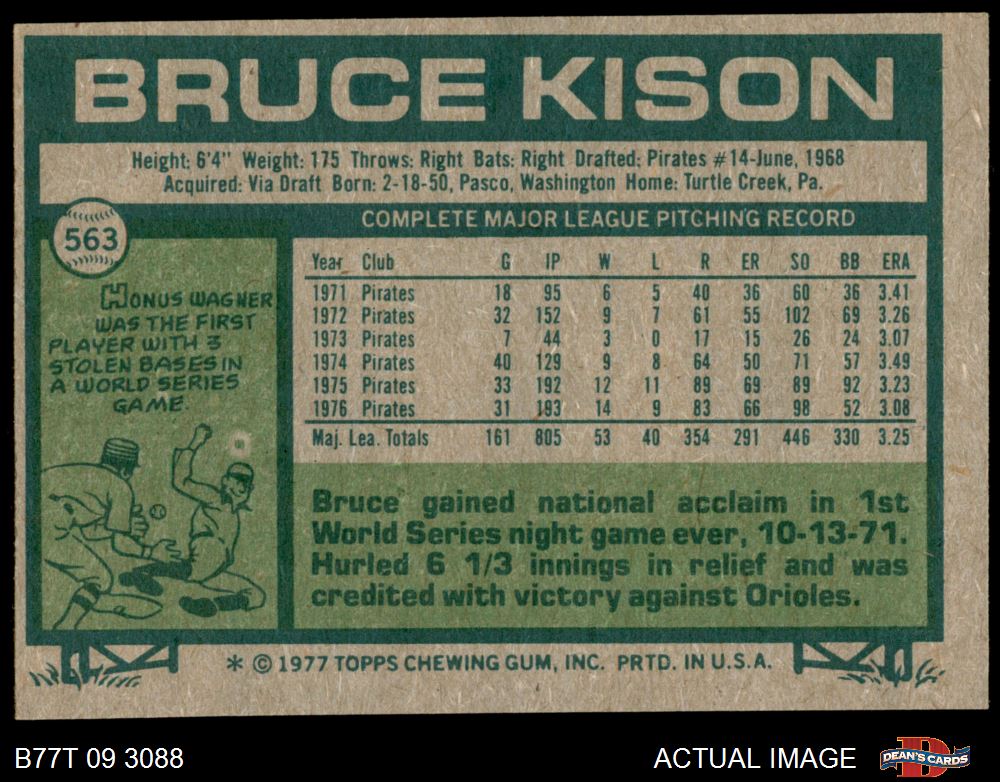 BRUCE KISON
Height: 6'4" Weight: 175 Throws: Right Bats: Right Drafted: Pirates #14-June, 1968
Acquired: Via Draft Born: 2-18-50, Pasco, Washington Home: Turtle Creek, Pa.
563
HONUS WAGNER
WAS THE FIRST
PLAYER WITH 3
STOLEN BASES IN
A WORLD SERIES
GAME.
COMPLETE MAJOR LEAGUE PITCHING RECORD
Year Club G IP W L R ER SO BB ERA
1971 Pirates 18 95 6 5 40 36 60 36 3.41
1972 Pirates 32 152 9 7 61 55 102 69 3.26
1973 Pirates 7 44 3 0 17 15 26 24 3.07
1974 Pirates 40 129 9 8 64 50 71 57 3.49
1975 Pirates 33 192 12 11 89 69 89 92 3.23
1976 Pirates 31 193 14 9 83 66 98 52 3.08
Maj. Lea. Totals 161 805 53 40 354 291 446 330 3.25
Bruce gained national acclaim in 1st
World Series night game ever, 10-13-71.
Hurled 6 1/3 innings in relief and was
credited with victory against Orioles.
* © 1977 TOPPS CHEWING GUM, INC. PRTD. IN U.S.A.
B77T 09 3088
ACTUAL IMAGE
DEAN'S CARDS